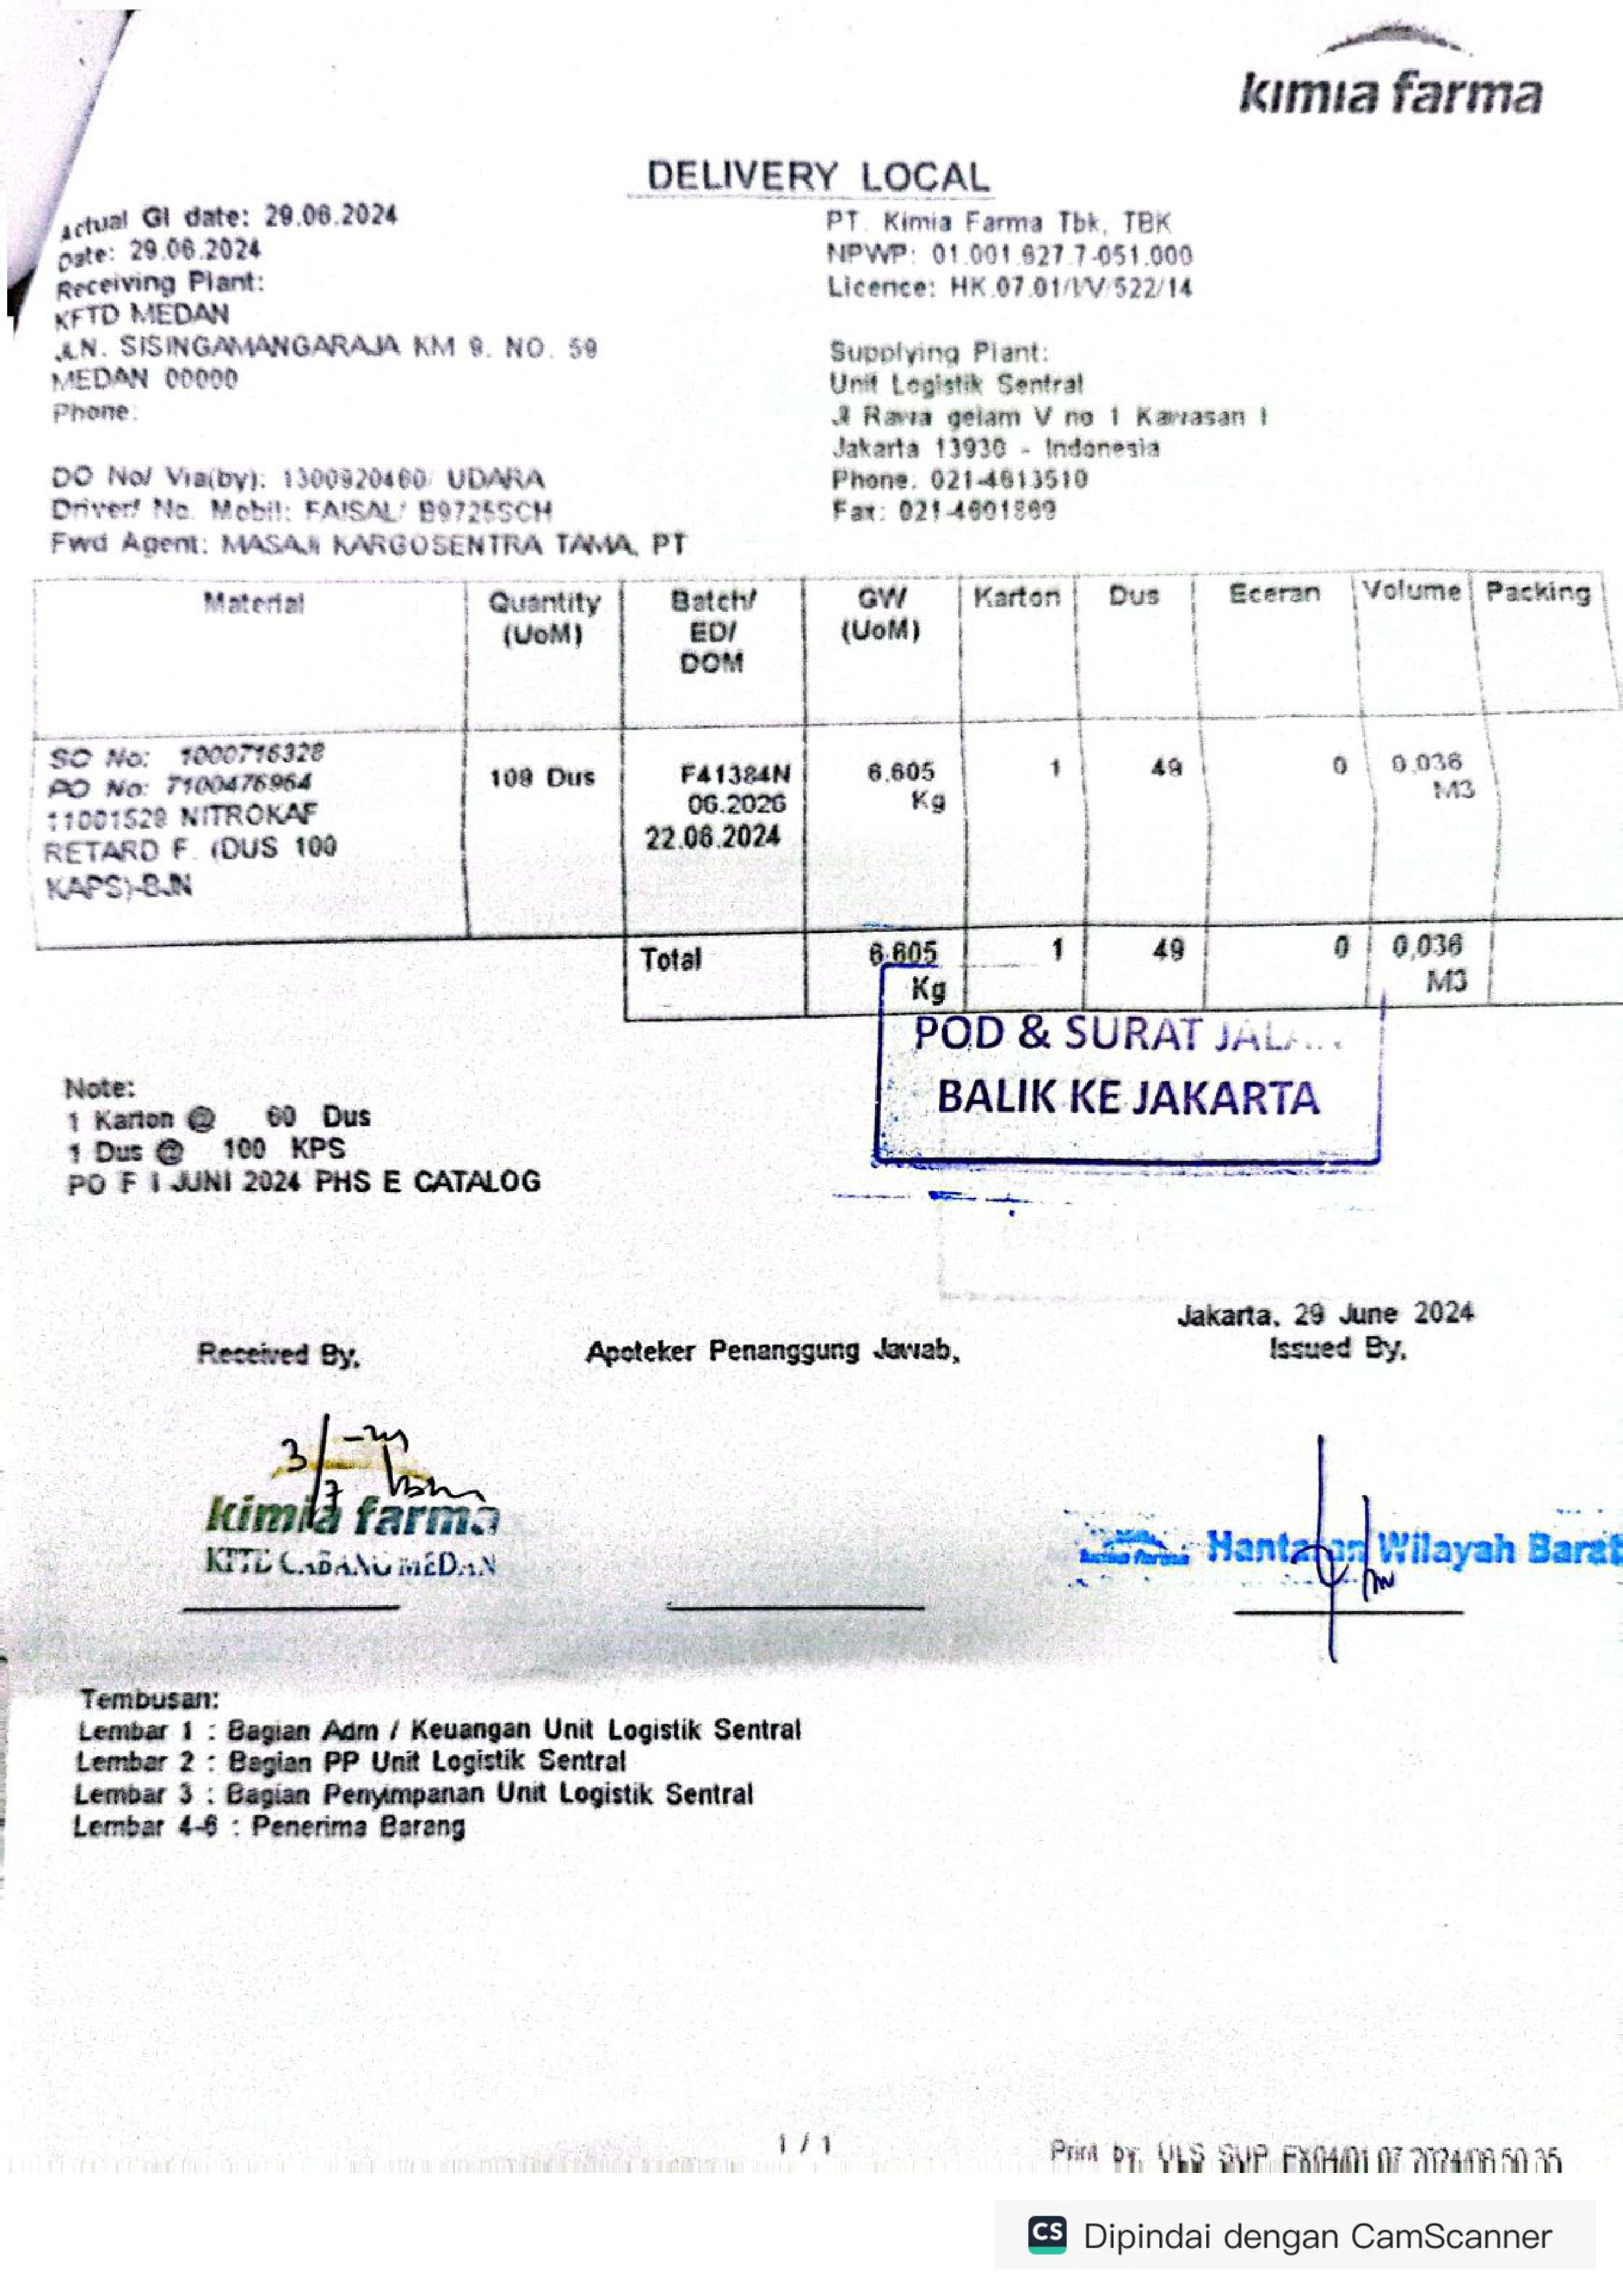 kimia farma
DELIVERY LOCAL
Actual GI date: 29.06.2024
Date: 29.06.2024
Receiving Plant:
KFTD MEDAN
JLN. SISINGAMANGARAJA KM 9. NO. 59
MEDAN 00000
Phone:
PT. Kimia Farma Tbk, TBK
NPWP: 01.001.627.7-051.000
Licence: HK.07.01/I/V/522/14
Supplying Plant:
Unit Logistik Sentral
Jl Rawa gelam V no 1 Kawasan I
Jakarta 13930 - Indonesia
Phone: 021-4613510
Fax: 021-4601869
DO No/ Via(by): 1300920460/ UDARA
Driver/ No. Mobil: FAISAL/ B9725SCH
Fwd Agent: MASAJI KARGOSENTRA TAMA, PT
Material Quantity (UoM) Batch/ ED/ DOM GW (UoM) Karton Dus Eceran Volume Packing
SO No: 1000716328
PO No: 7100476964
11001529 NITROKAF
RETARD F. (DUS 100
KAPS)-BJN
109 Dus
F41384N
06.2026
22.06.2024
6.605 Kg
1
49
0
0,036 M3
Total 6.605 Kg 1 49 0 0,036 M3
POD & SURAT JALAN
BALIK KE JAKARTA
Note:
1 Karton @ 60 Dus
1 Dus @ 100 KPS
PO F I JUNI 2024 PHS E CATALOG
Jakarta, 29 June 2024
Received By,
Apoteker Penanggung Jawab,
Issued By,
3/7
kimia farma
KFTD CABANG MEDAN
Hantaran Wilayah Barat
Tembusan:
Lembar 1 : Bagian Adm / Keuangan Unit Logistik Sentral
Lembar 2 : Bagian PP Unit Logistik Sentral
Lembar 3 : Bagian Penyimpanan Unit Logistik Sentral
Lembar 4-6 : Penerima Barang
1 / 1
Print by: ULS SUP
CS Dipindai dengan CamScanner